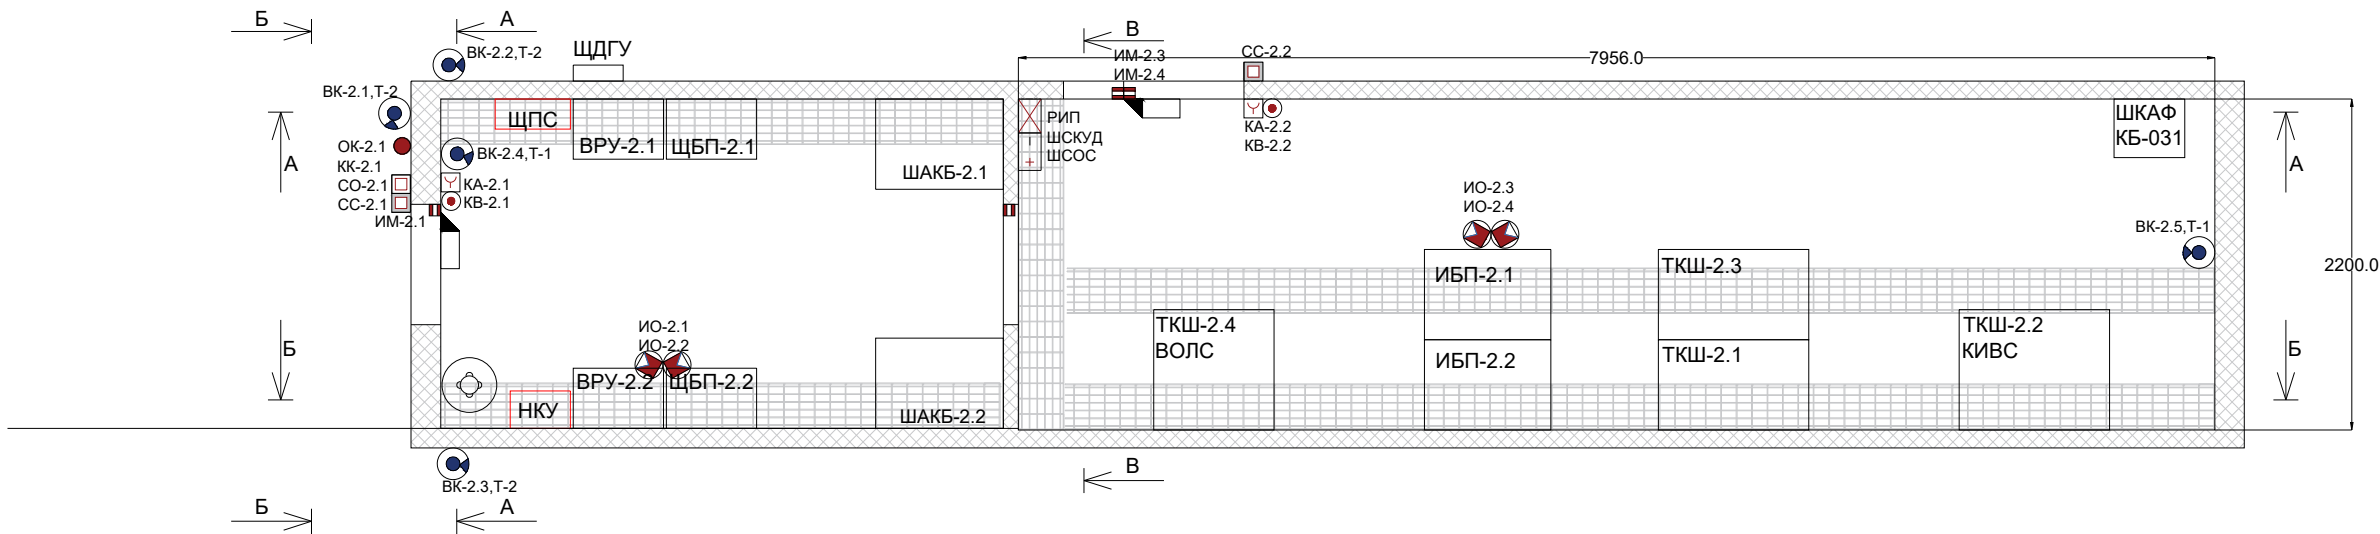 Б
А
ВК-2.2,Т-2
ЩДГУ
В
ИМ-2.3
ИМ-2.4
СС-2.2
7956.0
ВК-2.1,Т-2
ЩПС
ВРУ-2.1
ЩБП-2.1
ШАКБ-2.1
РИП
ШСКУД
ШСОС
КА-2.2
КВ-2.2
ШКАФ
КБ-031
А
А
ОК-2.1
КК-2.1
СО-2.1
СС-2.1
ИМ-2.1
ВК-2.4,Т-1
КА-2.1
КВ-2.1
ИО-2.3
ИО-2.4
ВК-2.5,Т-1
2200.0
ИБП-2.1
ТКШ-2.3
Б
ИО-2.1
ИО-2.2
ТКШ-2.4
ВОЛС
ИБП-2.2
ТКШ-2.1
ТКШ-2.2
КИВС
Б
НКУ
ВРУ-2.2
ЩБП-2.2
ШАКБ-2.2
ВК-2.3,Т-2
В
Б
А